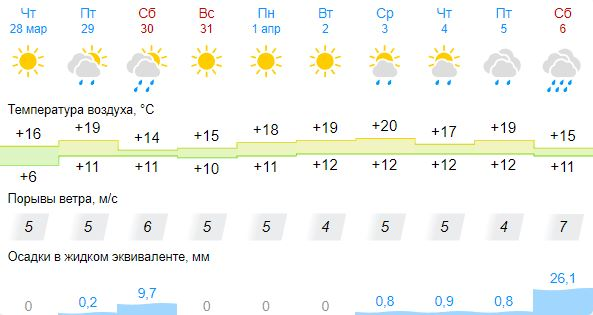 Чт Пт Сб Вс Пн Вт Ср Чт Пт Сб
28 мар 29 30 31 1 апр 2 3 4 5 6
Температура воздуха, °C
+16 +19 +14 +15 +18 +19 +20 +17 +19 +15
+6 +11 +11 +10 +11 +12 +12 +12 +12 +11
Порывы ветра, м/с
5 5 6 5 5 4 5 5 4 7
Осадки в жидком эквиваленте, мм
0 0,2 9,7 0 0 0 0,8 0,9 0,8 26,1